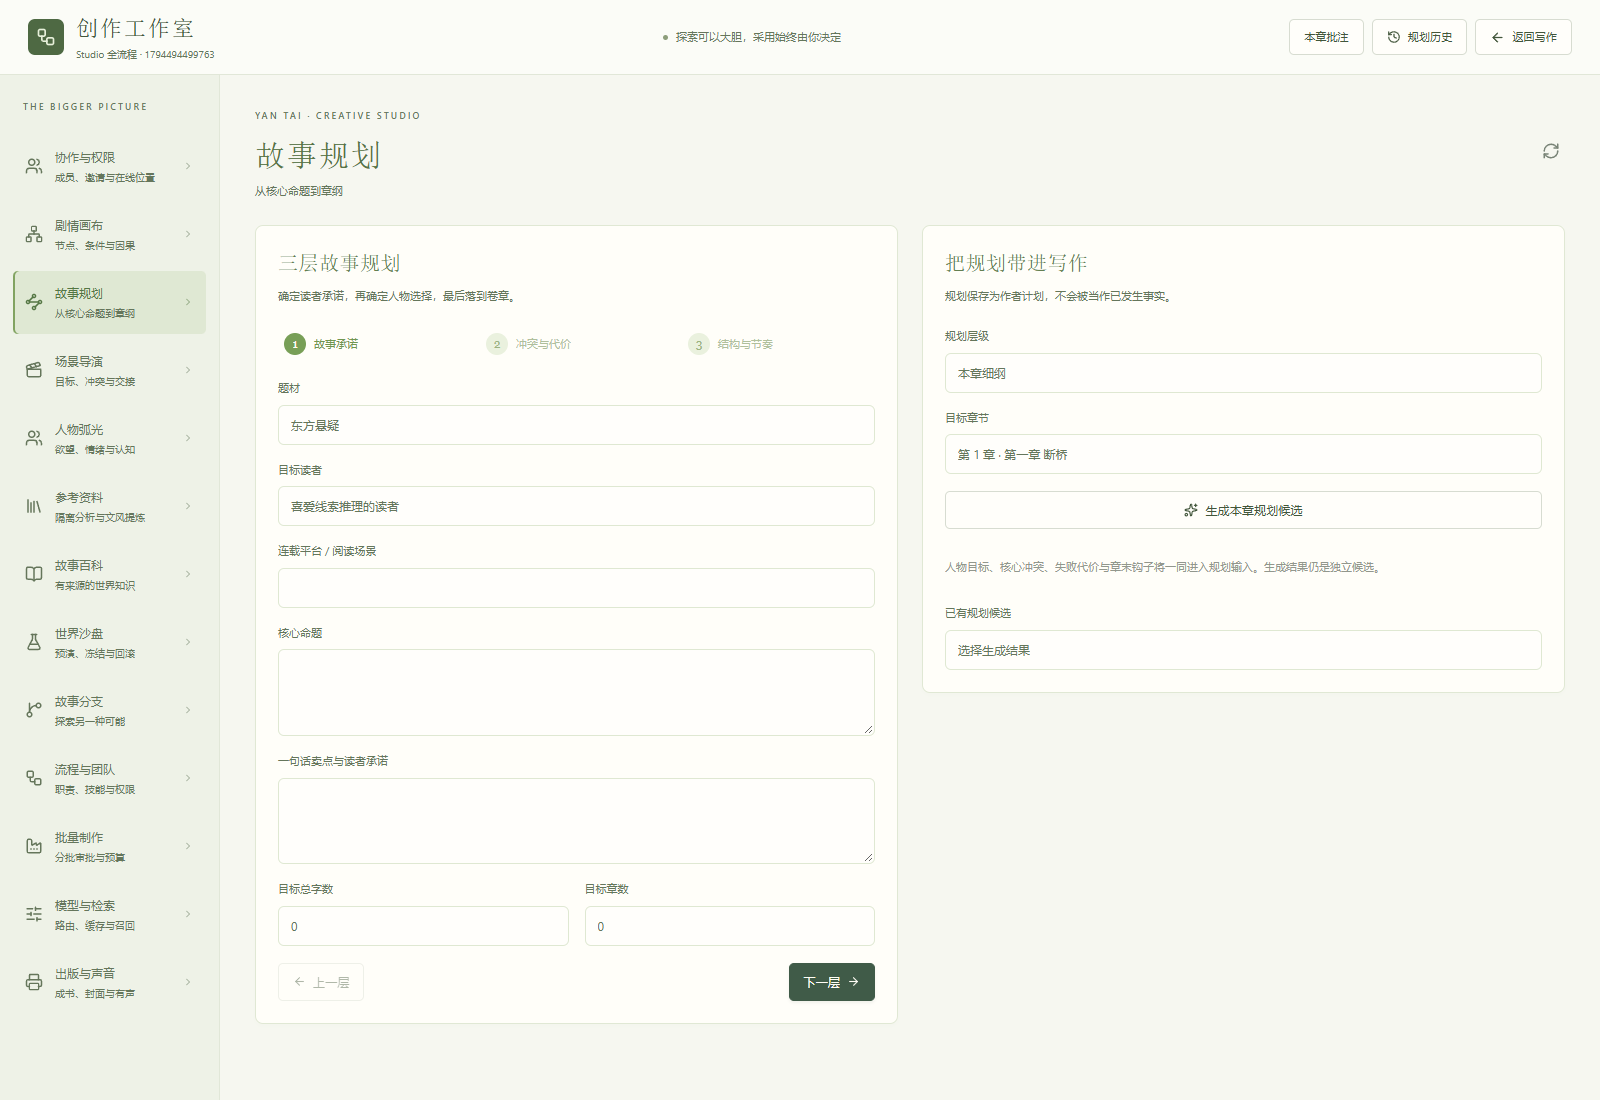 创作工作室
Studio 全流程 · 1794494499763
探索可以大胆，采用始终由你决定
本章批注
规划历史
返回写作
THE BIGGER PICTURE
协作与权限
成员、邀请与在线位置
剧情画布
节点、条件与因果
故事规划
从核心命题到章纲
场景导演
目标、冲突与交接
人物弧光
欲望、情绪与认知
参考资料
隔离分析与文风提炼
故事百科
有来源的世界知识
世界沙盘
预演、冻结与回滚
故事分支
探索另一种可能
流程与团队
职责、技能与权限
批量制作
分批审批与预算
模型与检索
路由、缓存与召回
出版与声音
成书、封面与有声
YAN TAI · CREATIVE STUDIO
故事规划
从核心命题到章纲
三层故事规划
确定读者承诺，再确定人物选择，最后落到卷章。
1 故事承诺
2 冲突与代价
3 结构与节奏
题材
东方悬疑
目标读者
喜爱线索推理的读者
连载平台 / 阅读场景
核心命题
一句话卖点与读者承诺
目标总字数
目标章数
0
0
上一层
下一层
把规划带进写作
规划保存为作者计划，不会被当作已发生事实。
规划层级
本章细纲
目标章节
第 1 章 · 第一章 断桥
生成本章规划候选
人物目标、核心冲突、失败代价与章末钩子将一同进入规划输入。生成结果仍是独立候选。
已有规划候选
选择生成结果